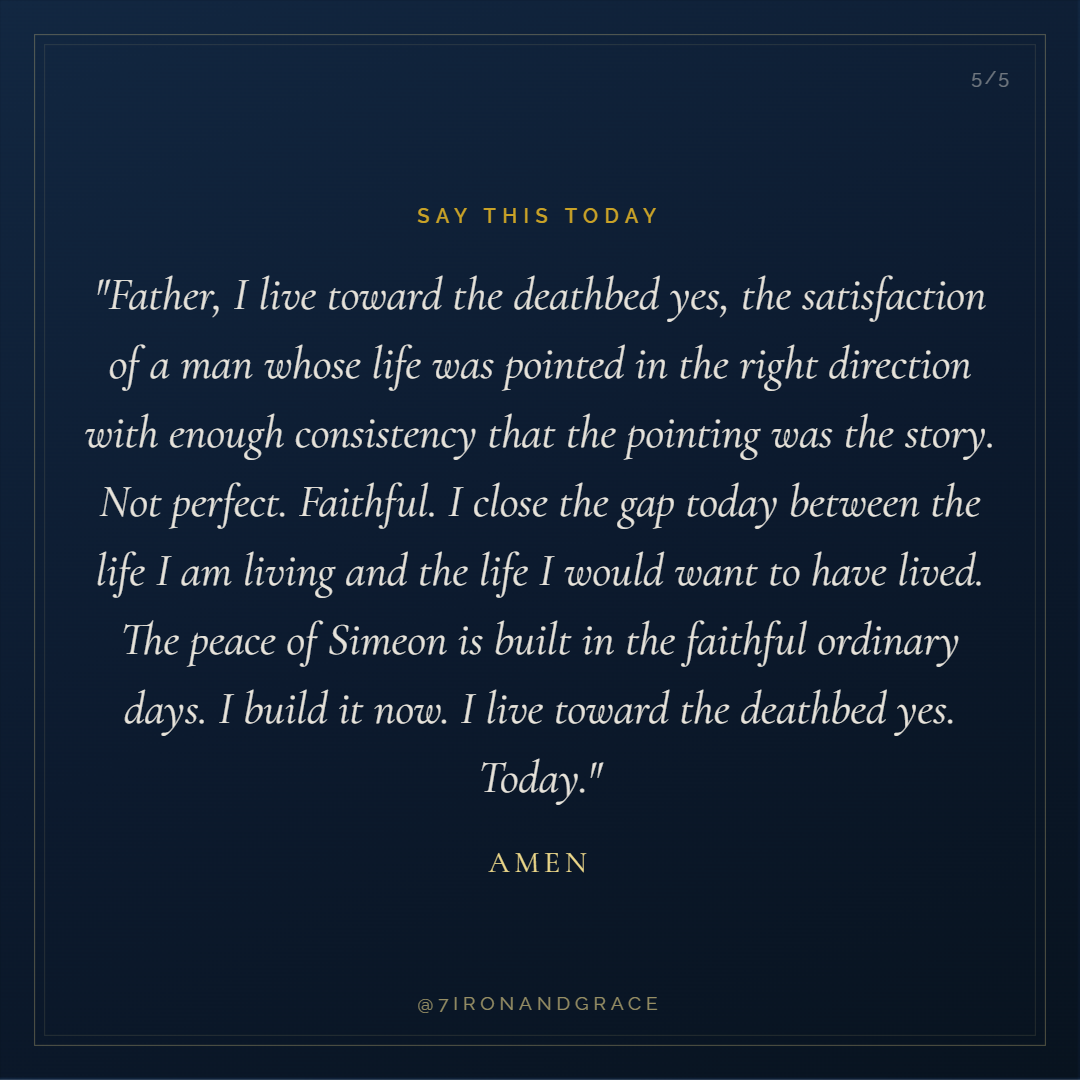 5/5
SAY THIS TODAY
"Father, I live toward the deathbed yes, the satisfaction
of a man whose life was pointed in the right direction
with enough consistency that the pointing was the story.
Not perfect. Faithful. I close the gap today between the
life I am living and the life I would want to have lived.
The peace of Simeon is built in the faithful ordinary
days. I build it now. I live toward the deathbed yes.
Today."
AMEN
@7IRONANDGRACE